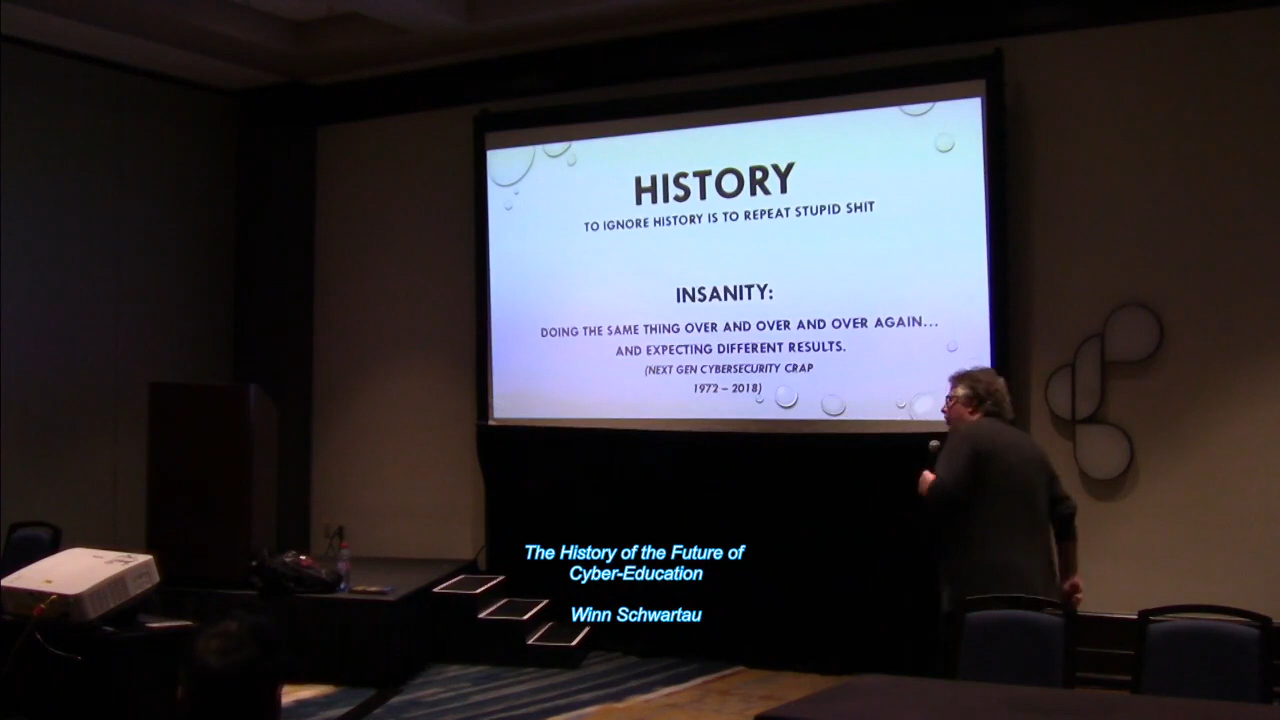 HISTORY
TO IGNORE HISTORY IS TO REPEAT STUPID SHIT
INSANITY:
DOING THE SAME THING OVER AND OVER AND OVER AGAIN...
AND EXPECTING DIFFERENT RESULTS.
(NEXT GEN CYBERSECURITY CRAP
1972 – 2018)
The History of the Future of
Cyber-Education
Winn Schwartau